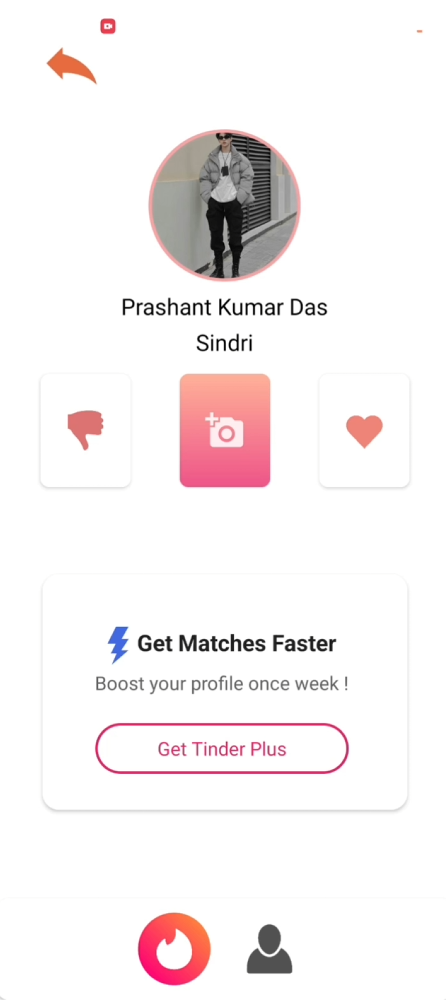 Prashant Kumar Das
Sindri
Get Matches Faster
Boost your profile once week !
Get Tinder Plus